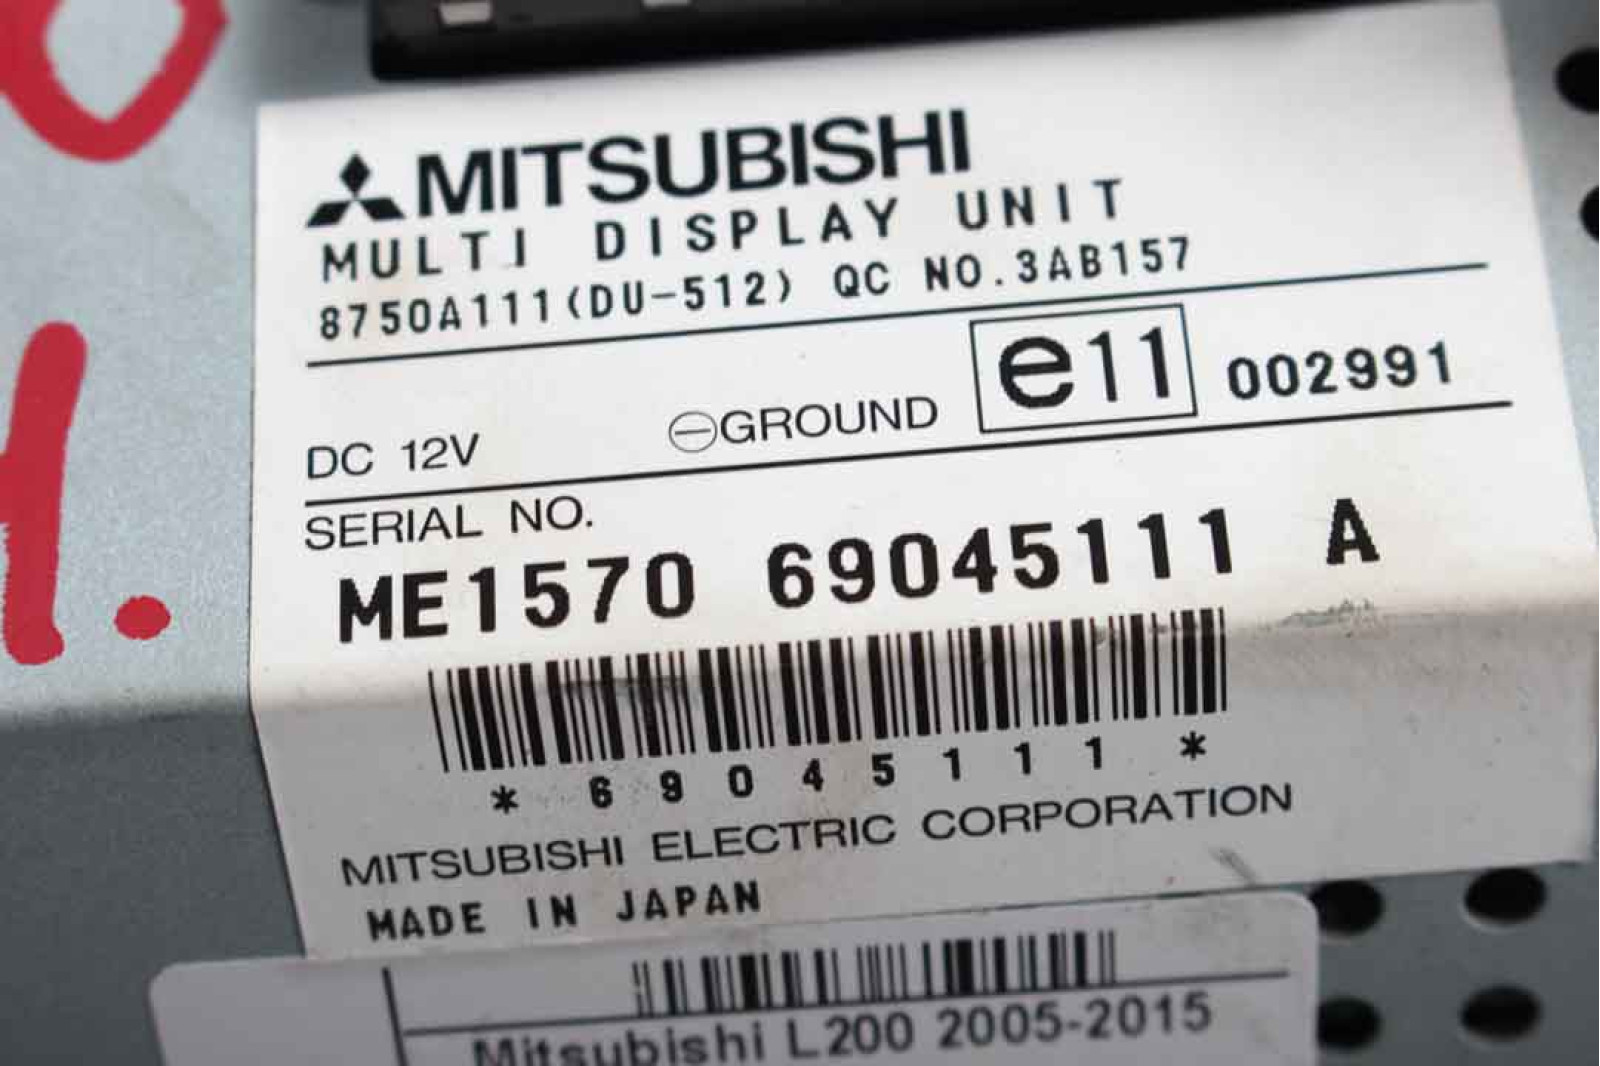 MITSUBISHI
MULTI DISPLAY UNIT
8750A111(DU-512) QC NO.3AB157
DC 12V ⊖GROUND e11 002991
SERIAL NO.
ME1570 69045111 A
* 6 9 0 4 5 1 1 1 *
MITSUBISHI ELECTRIC CORPORATION
MADE IN JAPAN
Mitsubishi L200 2005-2015
1.